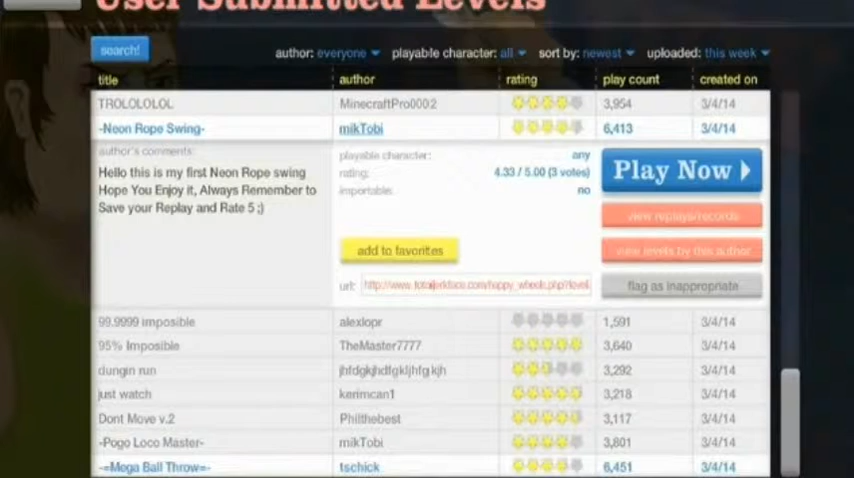 User Submitted Levels
search!
author: everyone playable character: all sort by: newest uploaded: this week
title author rating play count created on
TROLOLOLOL MinecraftPro0002 3,954 3/4/14
-Neon Rope Swing- mikTobi 6,413 3/4/14
author's comments:
Hello this is my first Neon Rope swing
Hope You Enjoy it, Always Remember to
Save your Replay and Rate 5 ;)
playable character: any
rating: 4.33 / 5.00 (3 votes)
importable: no
Play Now
view replays/records
add to favorites
view levels by this author
url: http://www.totaljerkface.com/happy_wheels.php?level
flag as inappropriate
99.9999 imposible alexlopr 1,591 3/4/14
95% Imposible TheMaster7777 3,640 3/4/14
dungin run 3,292 3/4/14
just watch kerimcan1 3,218 3/4/14
Dont Move v.2 Philthebest 3,117 3/4/14
-Pogo Loco Master- mikTobi 3,801 3/4/14
-=Mega Ball Throw=- tschick 6,451 3/4/14